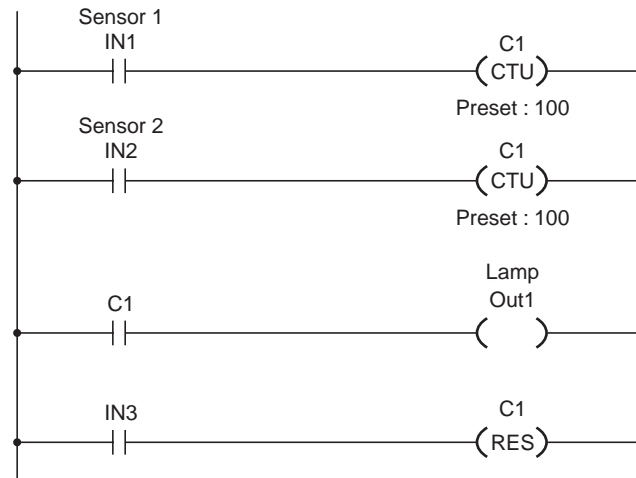 Sensor 1
IN1
C1
CTU
Preset : 100
Sensor 2
IN2
C1
CTU
Preset : 100
C1
Lamp
Out1
IN3
C1
RES